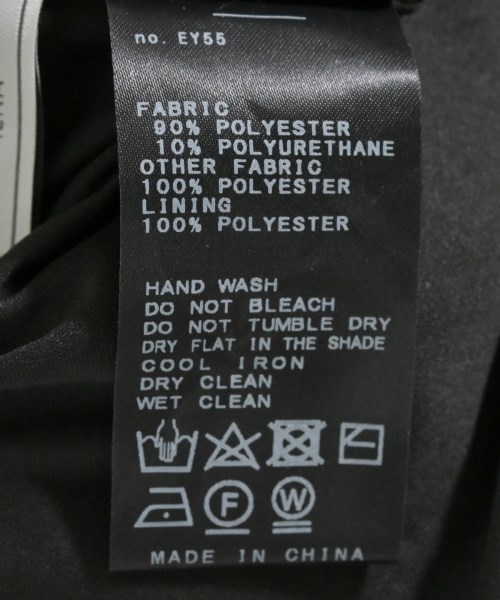 no. EY55
FABRIC
90% POLYESTER
10% POLYURETHANE
OTHER FABRIC
100% POLYESTER
LINING
100% POLYESTER
HAND WASH
DO NOT BLEACH
DO NOT TUMBLE DRY
DRY FLAT IN THE SHADE
COOL IRON
DRY CLEAN
WET CLEAN
F W
MADE IN CHINA